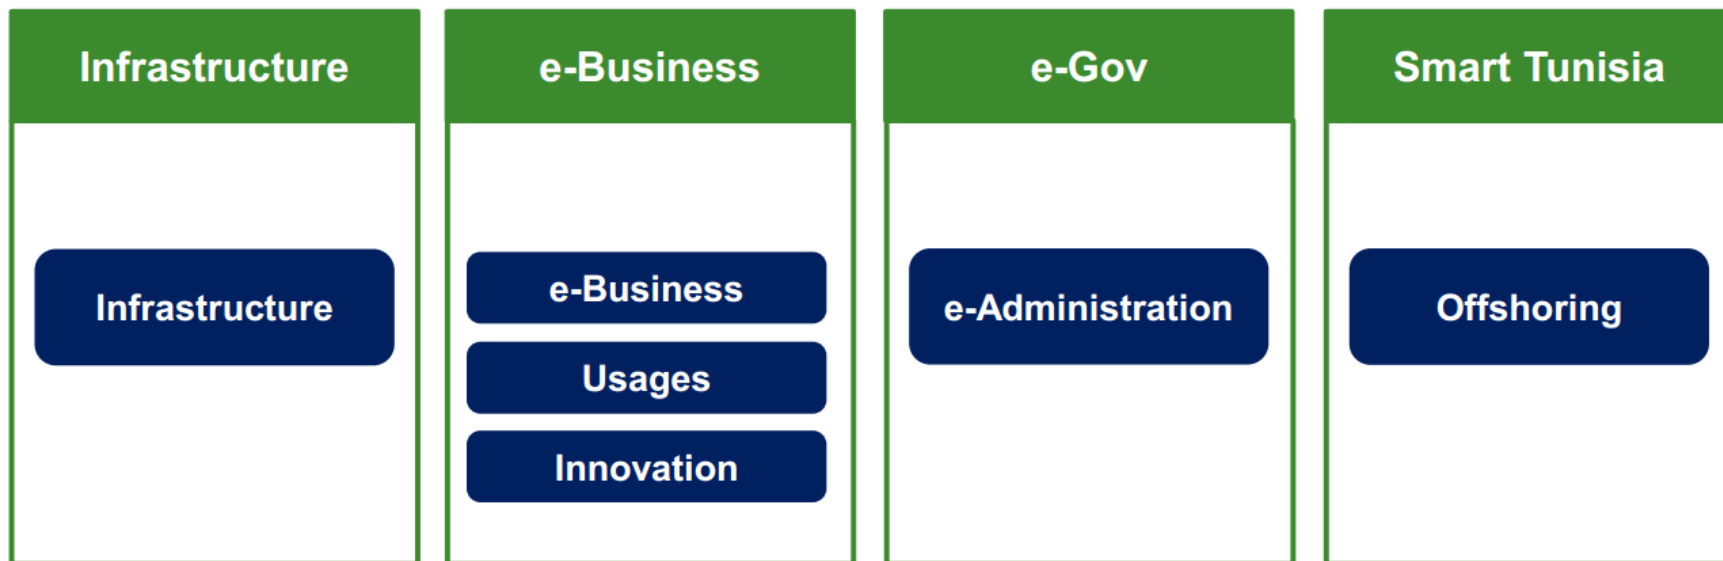 Infrastructure
e-Business
e-Gov
Smart Tunisia
Infrastructure
e-Business
Usages
Innovation
e-Administration
Offshoring